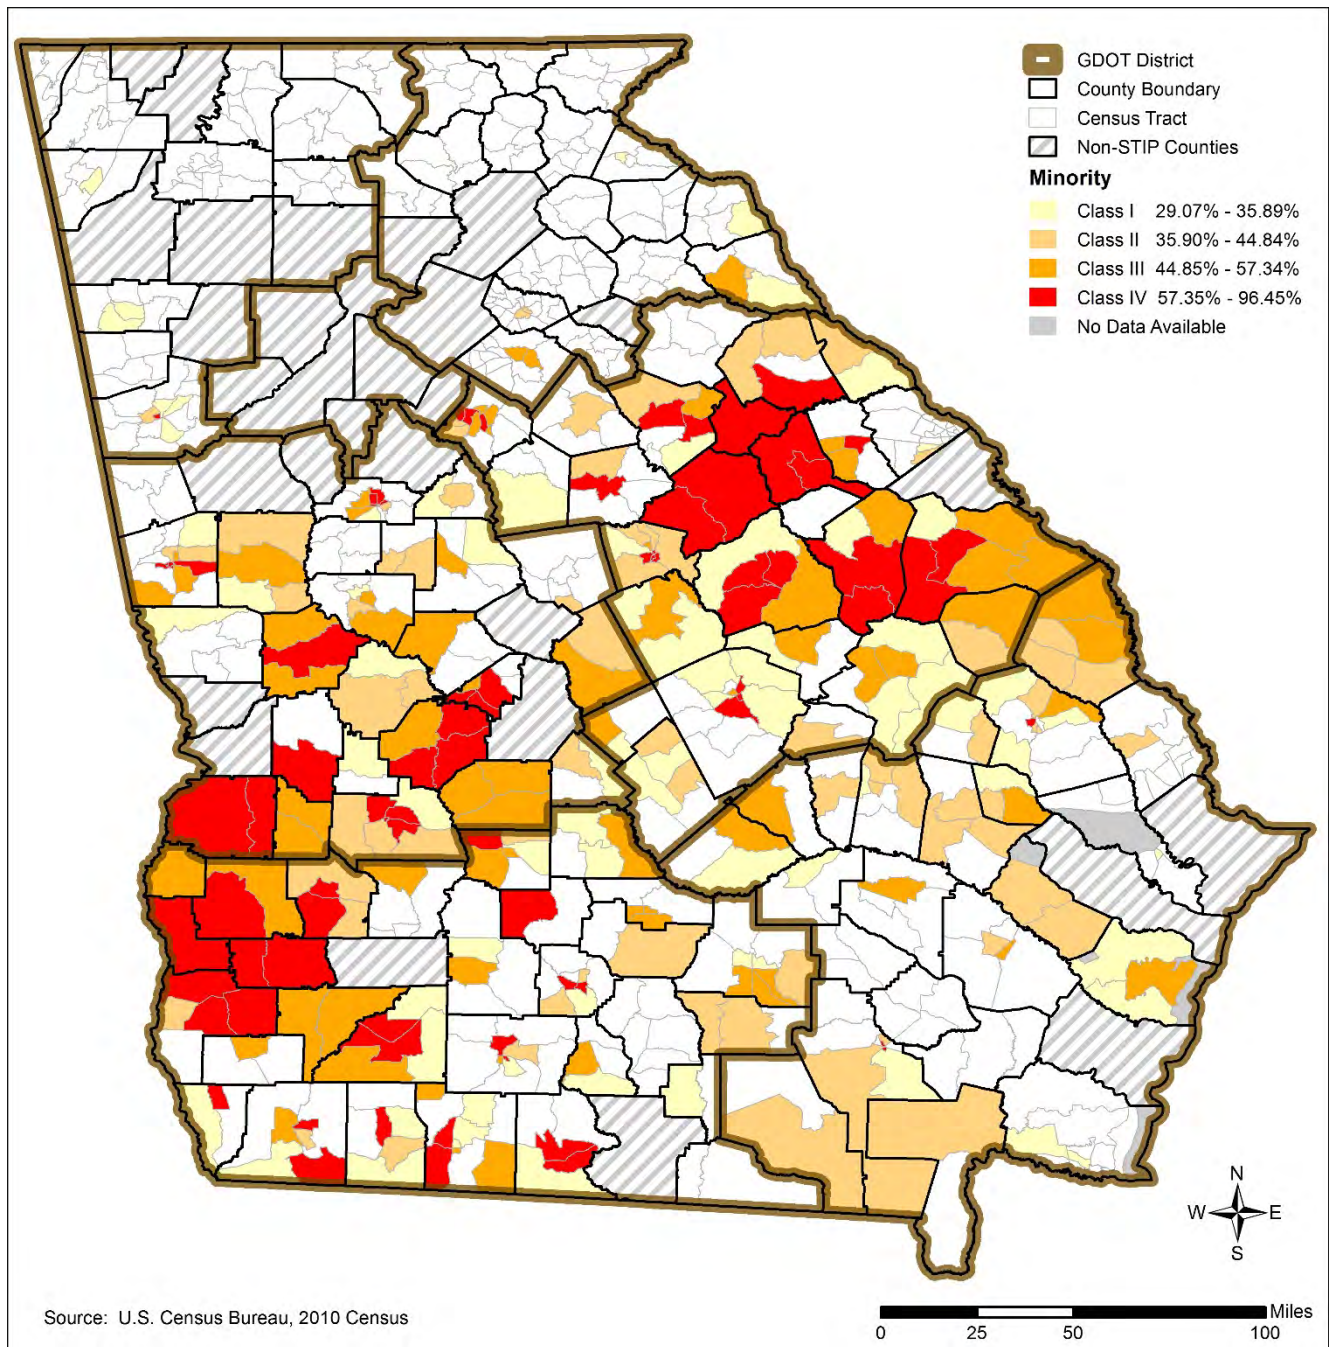 GDOT District
County Boundary
Census Tract
Non-STIP Counties
Minority
Class I 29.07% - 35.89%
Class II 35.90% - 44.84%
Class III 44.85% - 57.34%
Class IV 57.35% - 96.45%
No Data Available
N
W E
S
Source: U.S. Census Bureau, 2010 Census
Miles
0 25 50 100